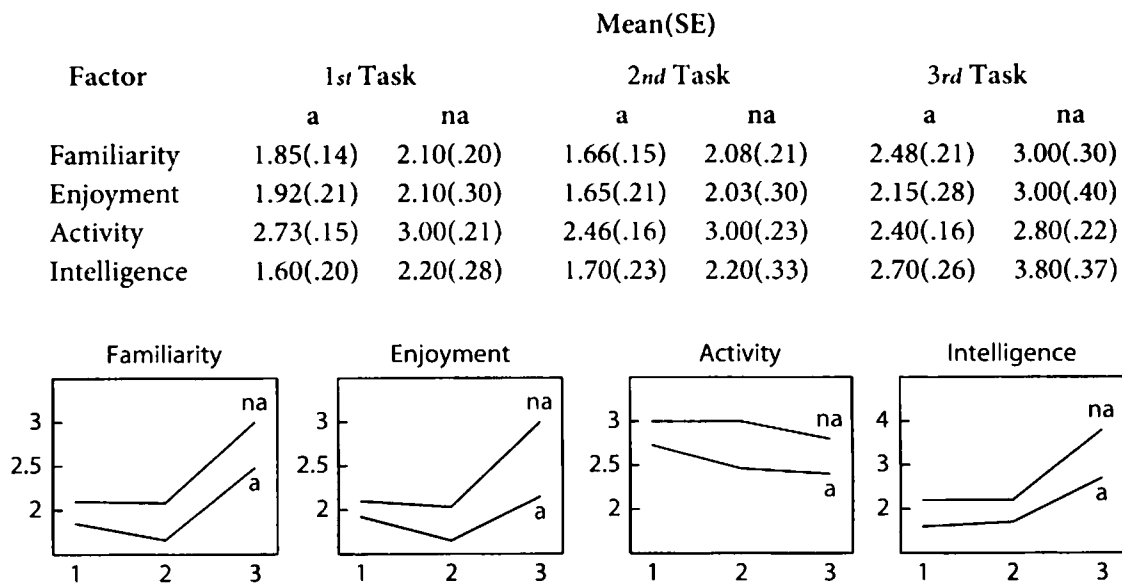 Mean(SE)
Factor 1st Task 2nd Task 3rd Task
a na a na a na
Familiarity 1.85(.14) 2.10(.20) 1.66(.15) 2.08(.21) 2.48(.21) 3.00(.30)
Enjoyment 1.92(.21) 2.10(.30) 1.65(.21) 2.03(.30) 2.15(.28) 3.00(.40)
Activity 2.73(.15) 3.00(.21) 2.46(.16) 3.00(.23) 2.40(.16) 2.80(.22)
Intelligence 1.60(.20) 2.20(.28) 1.70(.23) 2.20(.33) 2.70(.26) 3.80(.37)
Familiarity
3
2.5
2
na
a
1 2 3
Enjoyment
3
2.5
2
na
a
1 2 3
Activity
3
2.5
2
na
a
1 2 3
Intelligence
4
3
2
na
a
1 2 3